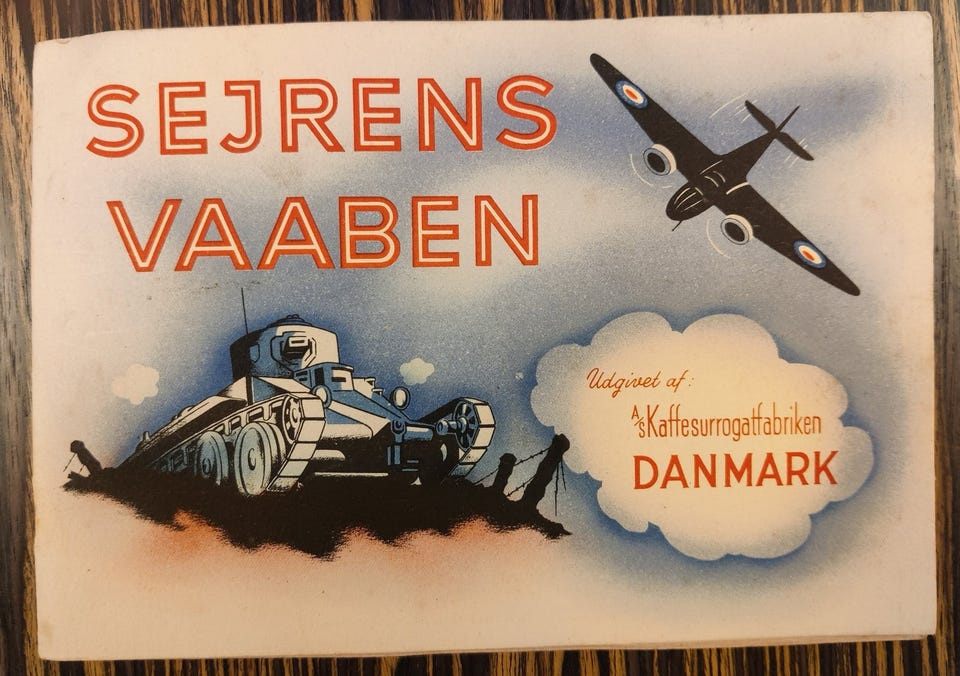 SEJRENS
VAABEN
Udgivet af:
A/S Kaffesurrogatfabriken
DANMARK